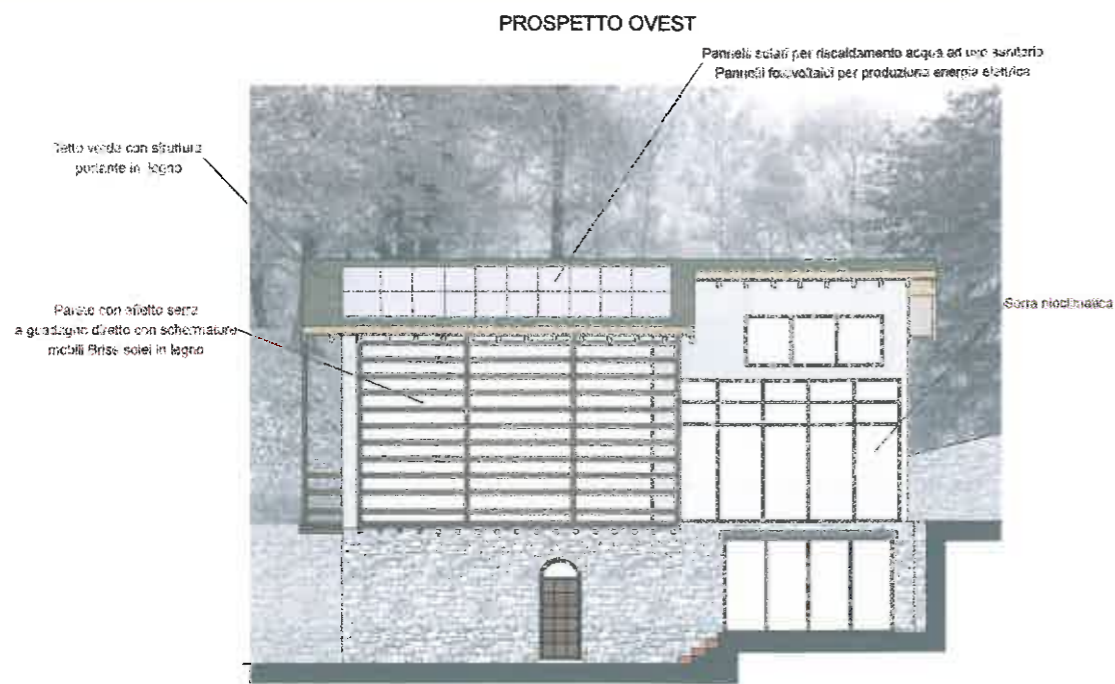 PROSPETTO OVEST
Pannelli solari per riscaldamento acqua ad uso sanitario
Pannelli fotovoltaici per produzione energia elettrica
Tetto verde con struttura
portante in legno
Parete con effetto serra
a guadagno diretto con schermature
mobili Brise soleil in legno
Serra bioclimatica